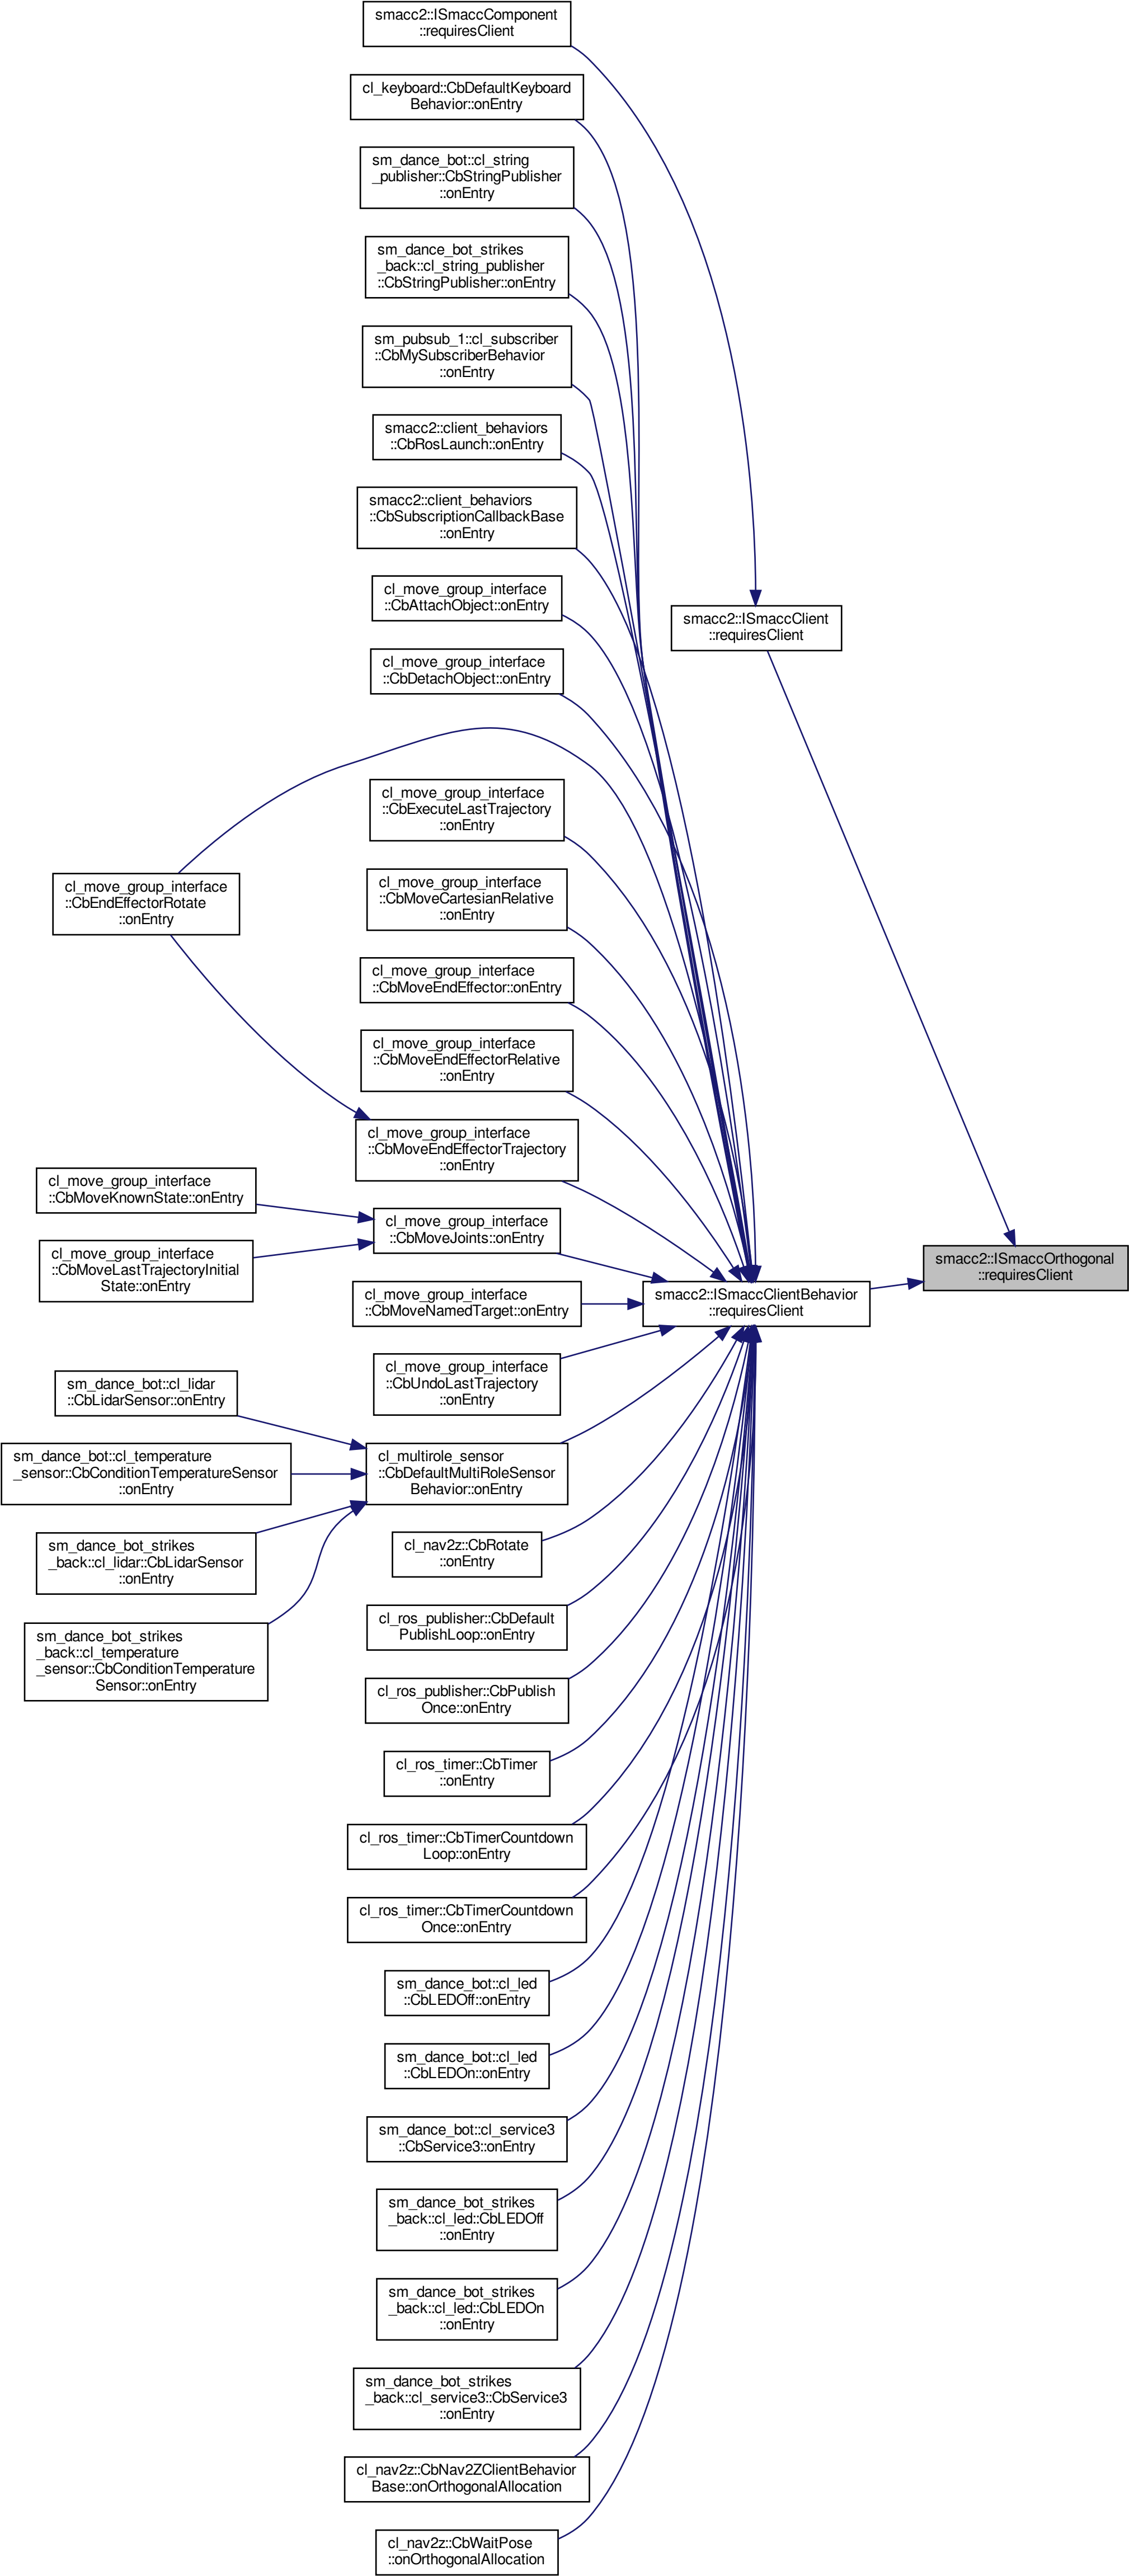 smacc2::ISmaccComponent
::requiresClient
cl_keyboard::CbDefaultKeyboard
Behavior::onEntry
sm_dance_bot::cl_string
_publisher::CbStringPublisher
::onEntry
sm_dance_bot_strikes
_back::cl_string_publisher
::CbStringPublisher::onEntry
sm_pubsub_1::cl_subscriber
::CbMySubscriberBehavior
::onEntry
smacc2::client_behaviors
::CbRosLaunch::onEntry
smacc2::client_behaviors
::CbSubscriptionCallbackBase
::onEntry
cl_move_group_interface
::CbAttachObject::onEntry
smacc2::ISmaccClient
::requiresClient
cl_move_group_interface
::CbDetachObject::onEntry
cl_move_group_interface
::CbExecuteLastTrajectory
::onEntry
cl_move_group_interface
::CbEndEffectorRotate
::onEntry
cl_move_group_interface
::CbMoveCartesianRelative
::onEntry
cl_move_group_interface
::CbMoveEndEffector::onEntry
cl_move_group_interface
::CbMoveEndEffectorRelative
::onEntry
cl_move_group_interface
::CbMoveEndEffectorTrajectory
::onEntry
cl_move_group_interface
::CbMoveKnownState::onEntry
cl_move_group_interface
::CbMoveJoints::onEntry
cl_move_group_interface
::CbMoveLastTrajectoryInitial
State::onEntry
smacc2::ISmaccOrthogonal
::requiresClient
cl_move_group_interface
::CbMoveNamedTarget::onEntry
smacc2::ISmaccClientBehavior
::requiresClient
cl_move_group_interface
::CbUndoLastTrajectory
::onEntry
sm_dance_bot::cl_lidar
::CbLidarSensor::onEntry
sm_dance_bot::cl_temperature
_sensor::CbConditionTemperatureSensor
::onEntry
cl_multirole_sensor
::CbDefaultMultiRoleSensor
Behavior::onEntry
sm_dance_bot_strikes
_back::cl_lidar::CbLidarSensor
::onEntry
cl_nav2z::CbRotate
::onEntry
sm_dance_bot_strikes
_back::cl_temperature
_sensor::CbConditionTemperature
Sensor::onEntry
cl_ros_publisher::CbDefault
PublishLoop::onEntry
cl_ros_publisher::CbPublish
Once::onEntry
cl_ros_timer::CbTimer
::onEntry
cl_ros_timer::CbTimerCountdown
Loop::onEntry
cl_ros_timer::CbTimerCountdown
Once::onEntry
sm_dance_bot::cl_led
::CbLEDOff::onEntry
sm_dance_bot::cl_led
::CbLEDOn::onEntry
sm_dance_bot::cl_service3
::CbService3::onEntry
sm_dance_bot_strikes
_back::cl_led::CbLEDOff
::onEntry
sm_dance_bot_strikes
_back::cl_led::CbLEDOn
::onEntry
sm_dance_bot_strikes
_back::cl_service3::CbService3
::onEntry
cl_nav2z::CbNav2ZClientBehavior
Base::onOrthogonalAllocation
cl_nav2z::CbWaitPose
::onOrthogonalAllocation